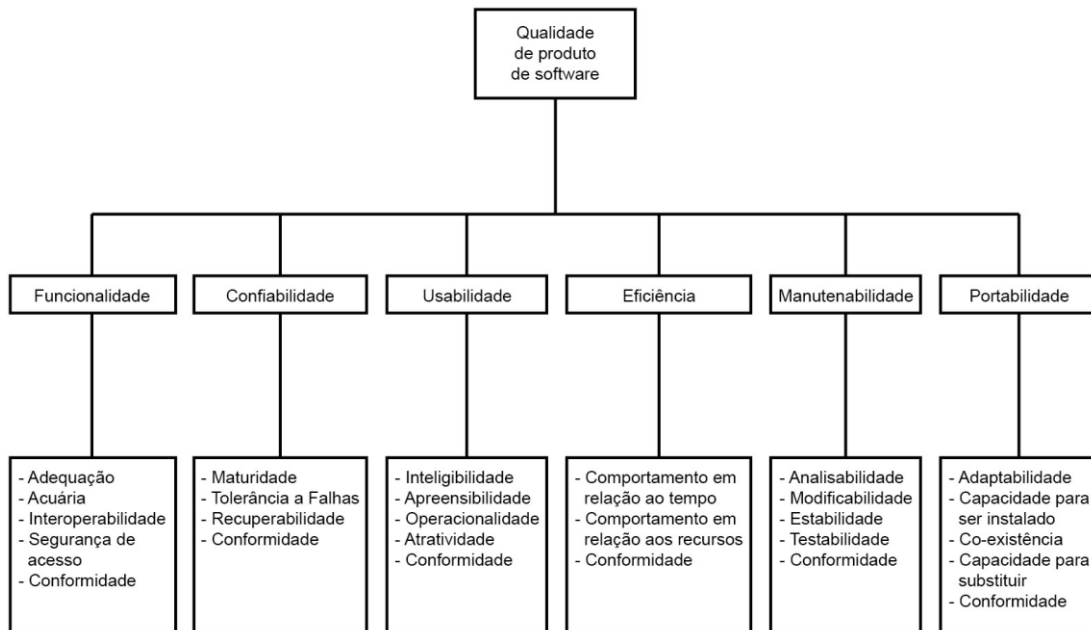 Qualidade
de produto
de software
Funcionalidade
Confiabilidade
Usabilidade
Eficiência
Manutenabilidade
Portabilidade
- Adequação
- Acuária
- Interoperabilidade
- Segurança de
acesso
- Conformidade
- Maturidade
- Tolerância a Falhas
- Recuperabilidade
- Conformidade
- Inteligibilidade
- Apreensibilidade
- Operacionalidade
- Atratividade
- Conformidade
- Comportamento em
relação ao tempo
- Comportamento em
relação aos recursos
- Conformidade
- Analisabilidade
- Modificabilidade
- Estabilidade
- Testabilidade
- Conformidade
- Adaptabilidade
- Capacidade para
ser instalado
- Co-existência
- Capacidade para
substituir
- Conformidade